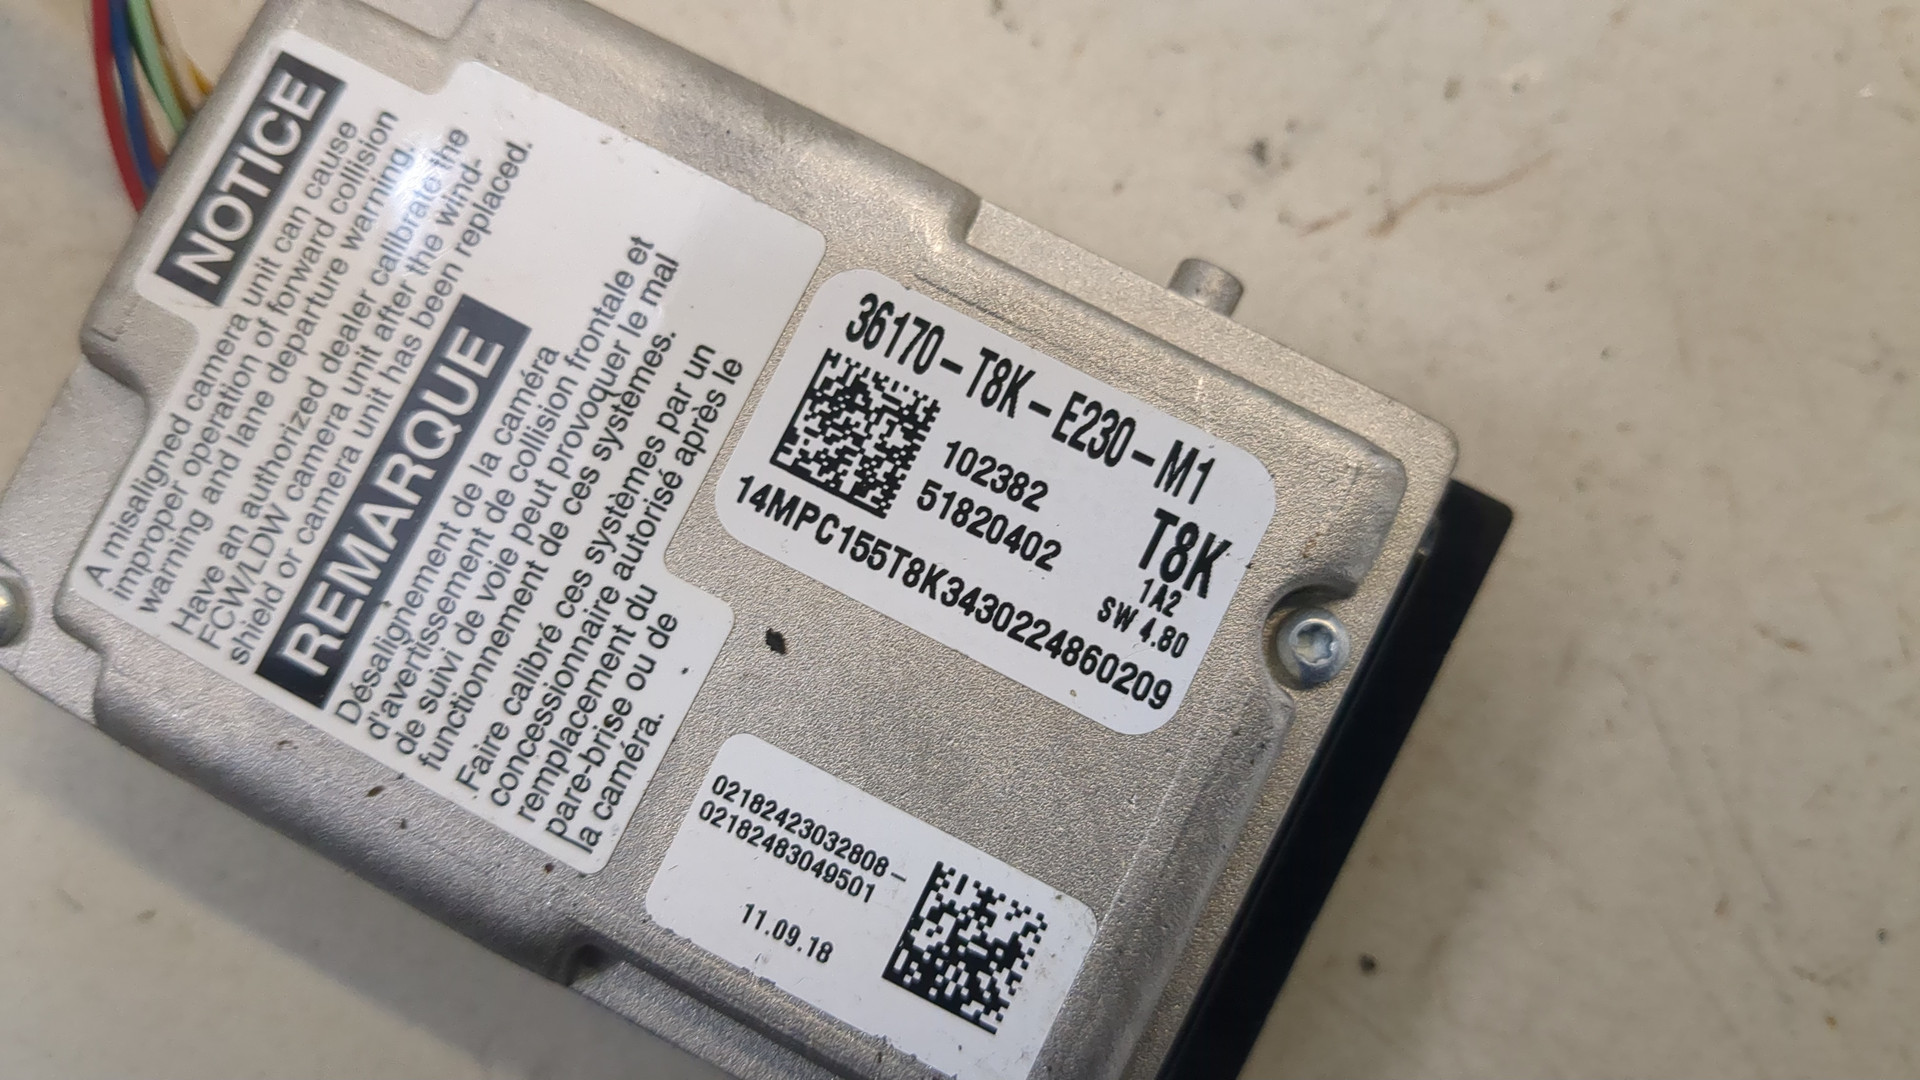 NOTICE
A misaligned camera unit can cause
improper operation of forward collision
warning and lane departure warning.
Have an authorized dealer calibrate the
FCW/LDW camera unit after the wind-
shield or camera unit has been replaced.
REMARQUE
Désalignement de la caméra
d'avertissement de collision frontale et
de suivi de voie peut provoquer le mal
functionnement de ces systèmes.
Faire calibré ces systèmes par un
concessionnaire autorisé après le
remplacement du
pare-brise ou de
la caméra.
36170-T8K-E230-M1
102382
51820402
T8K
1A2
SW 4.80
14MPC155T8K3430224860209
02182423032808-
02182483049501
11.09.18